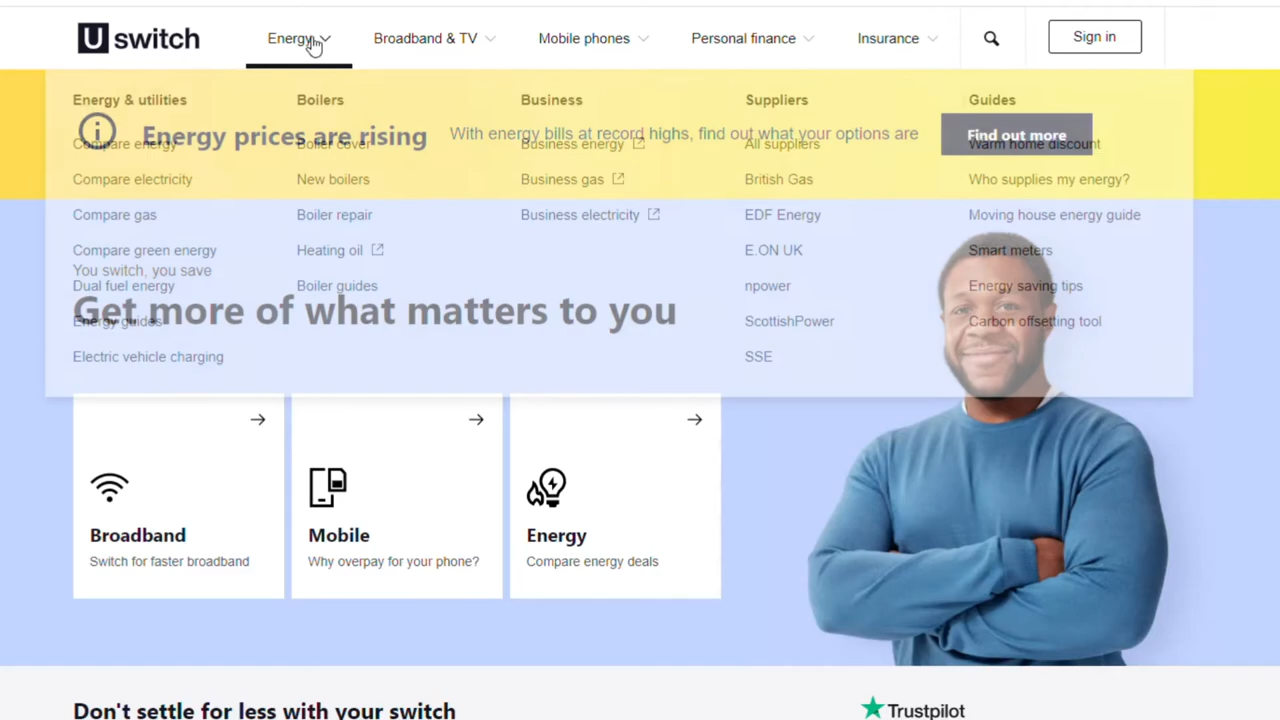 U switch
Energy
Broadband & TV
Mobile phones
Personal finance
Insurance
Sign in
Energy & utilities
Compare energy
Compare electricity
Compare gas
Compare green energy
Dual fuel energy
Energy guides
Electric vehicle charging
Boilers
Boiler cover
New boilers
Boiler repair
Heating oil
Boiler guides
Business
Business energy
Business gas
Business electricity
Suppliers
All suppliers
British Gas
EDF Energy
E.ON UK
npower
ScottishPower
SSE
Guides
Warm home discount
Who supplies my energy?
Moving house energy guide
Smart meters
Energy saving tips
Carbon offsetting tool
Energy prices are rising
With energy bills at record highs, find out what your options are
Find out more
You switch, you save
Get more of what matters to you
Broadband
Switch for faster broadband
Mobile
Why overpay for your phone?
Energy
Compare energy deals
Don't settle for less with your switch
Trustpilot